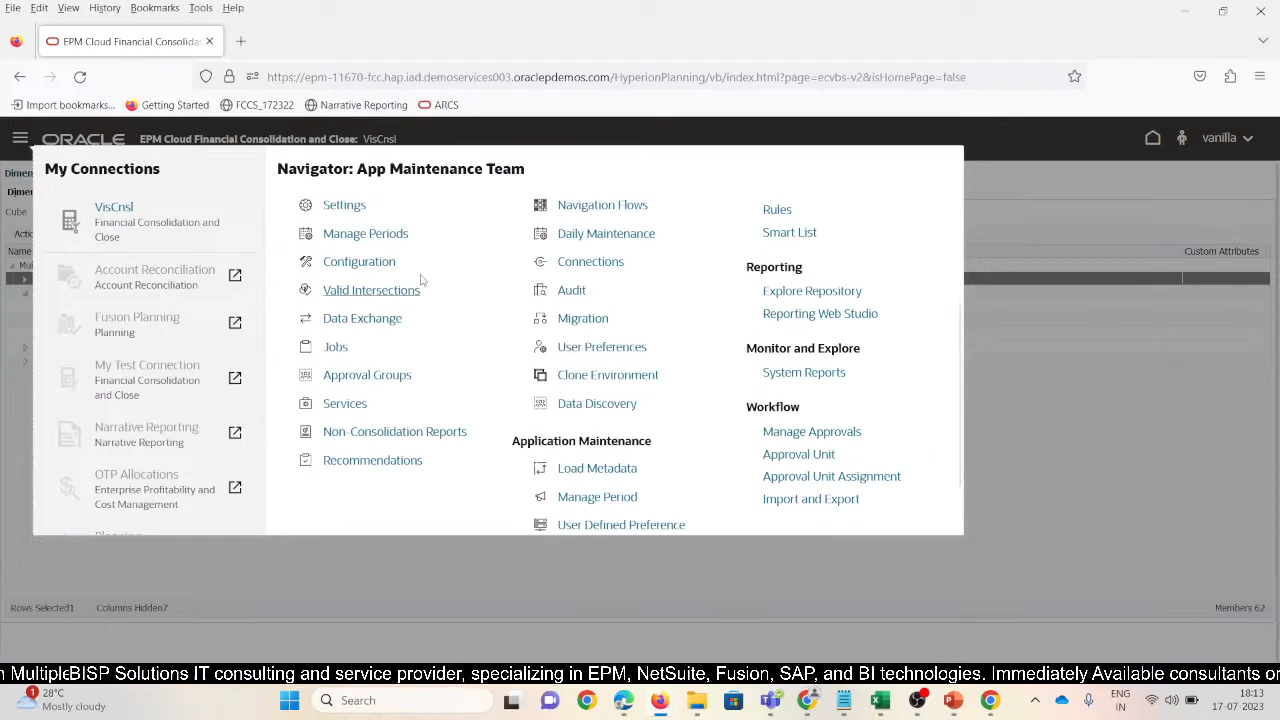 File Edit View History Bookmarks Tools Help
EPM Cloud Financial Consolidat
https://epm-11670-fcc.hap.iad.demoservices003.oraclepdemos.com/HyperionPlanning/vb/index.html?page=ecvbs-v2&isHomePage=false
Import bookmarks... Getting Started FCCS_172322 Narrative Reporting ARCS
ORACLE EPM Cloud Financial Consolidation and Close: VisCnsl vanilla
Dimen
Dimen
Cube
Actio
Name
Custom Attributes
My Connections
VisCnsl
Financial Consolidation and
Close
Account Reconciliation
Account Reconciliation
Fusion Planning
Planning
My Test Connection
Financial Consolidation
and Close
Narrative Reporting
Narrative Reporting
OTP Allocations
Enterprise Profitability and
Cost Management
Planning
Navigator: App Maintenance Team
Settings
Manage Periods
Configuration
Valid Intersections
Data Exchange
Jobs
Approval Groups
Services
Non-Consolidation Reports
Recommendations
Navigation Flows
Daily Maintenance
Connections
Audit
Migration
User Preferences
Clone Environment
Data Discovery
Application Maintenance
Load Metadata
Manage Period
User Defined Preference
Rules
Smart List
Reporting
Explore Repository
Reporting Web Studio
Monitor and Explore
System Reports
Workflow
Manage Approvals
Approval Unit
Approval Unit Assignment
Import and Export
Rows Selected1 Columns Hidden7 Members 62
n MultipleBISP Solutions IT consulting and service provider, specializing in EPM, NetSuite, Fusion, SAP, and BI technologies. Immediately Available consultants or
1
28°C
Mostly cloudy
Search
ENG
IN
18:13
17-07-2023